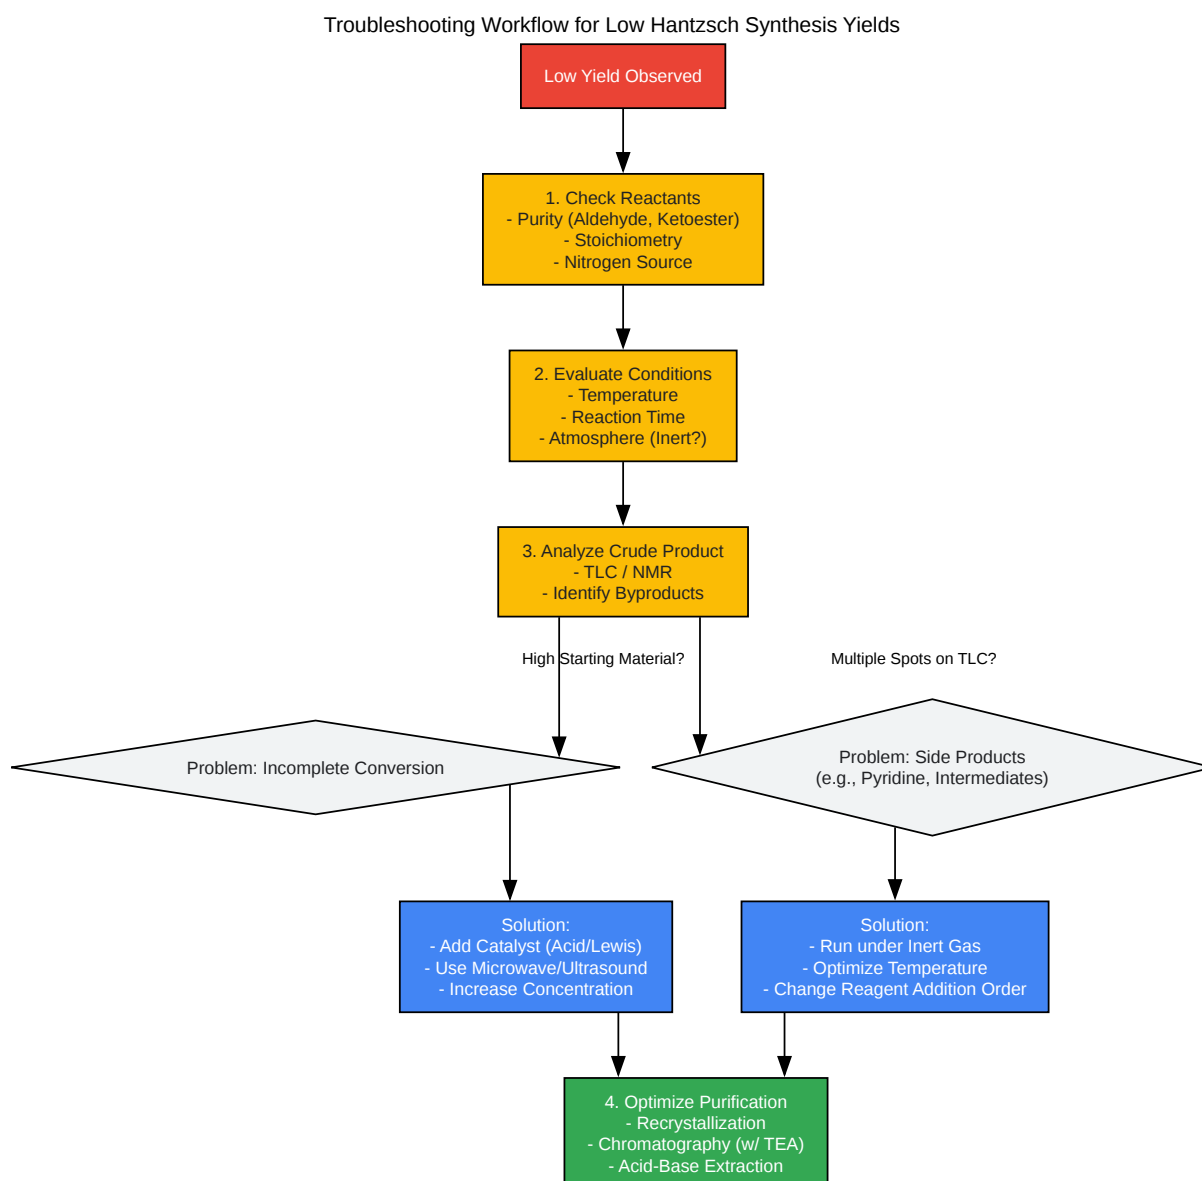 Troubleshooting Workflow for Low Hantzsch Synthesis Yields
Low Yield Observed
1. Check Reactants
- Purity (Aldehyde, Ketoester)
- Stoichiometry
- Nitrogen Source
2. Evaluate Conditions
- Temperature
- Reaction Time
- Atmosphere (Inert?)
3. Analyze Crude Product
- TLC / NMR
- Identify Byproducts
High Starting Material?
Multiple Spots on TLC?
Problem: Incomplete Conversion
Problem: Side Products
(e.g., Pyridine, Intermediates)
Solution:
- Add Catalyst (Acid/Lewis)
- Use Microwave/Ultrasound
- Increase Concentration
Solution:
- Run under Inert Gas
- Optimize Temperature
- Change Reagent Addition Order
4. Optimize Purification
- Recrystallization
- Chromatography (w/ TEA)
- Acid-Base Extraction